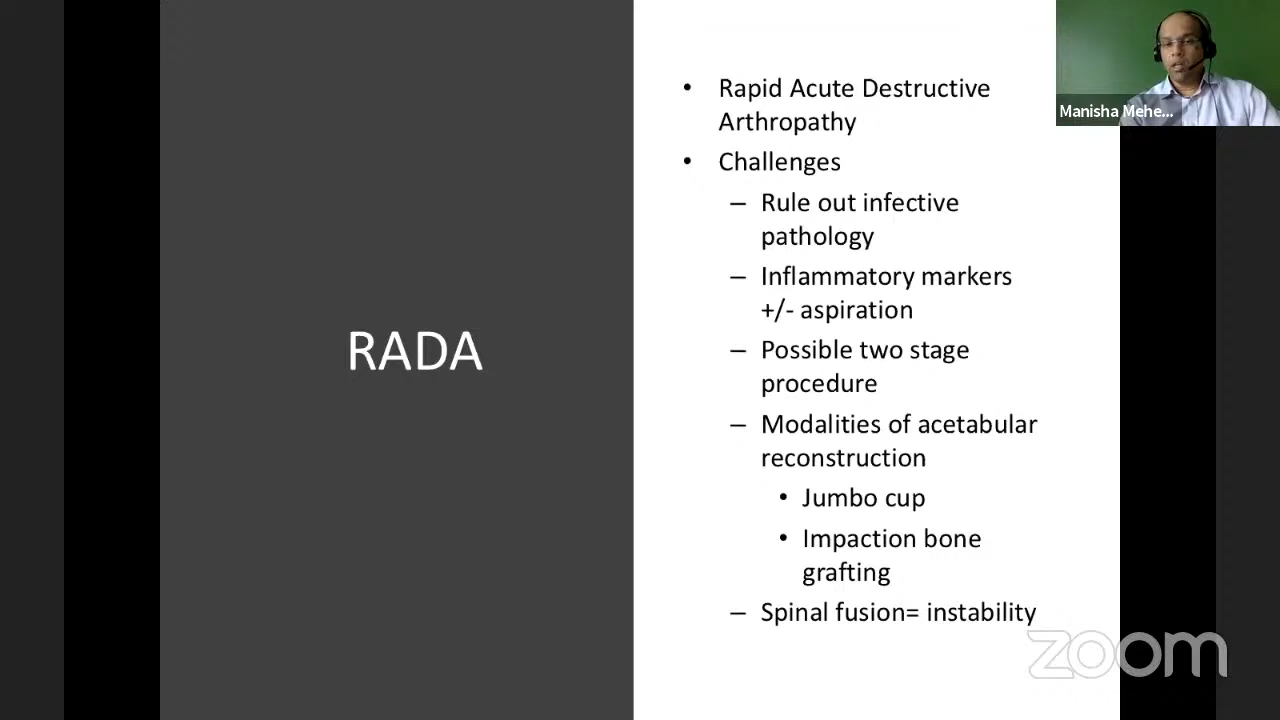 Manisha Mehe...
RADA
• Rapid Acute Destructive
Arthropathy
• Challenges
– Rule out infective
pathology
– Inflammatory markers
+/- aspiration
– Possible two stage
procedure
– Modalities of acetabular
reconstruction
• Jumbo cup
• Impaction bone
grafting
– Spinal fusion= instability
zoom